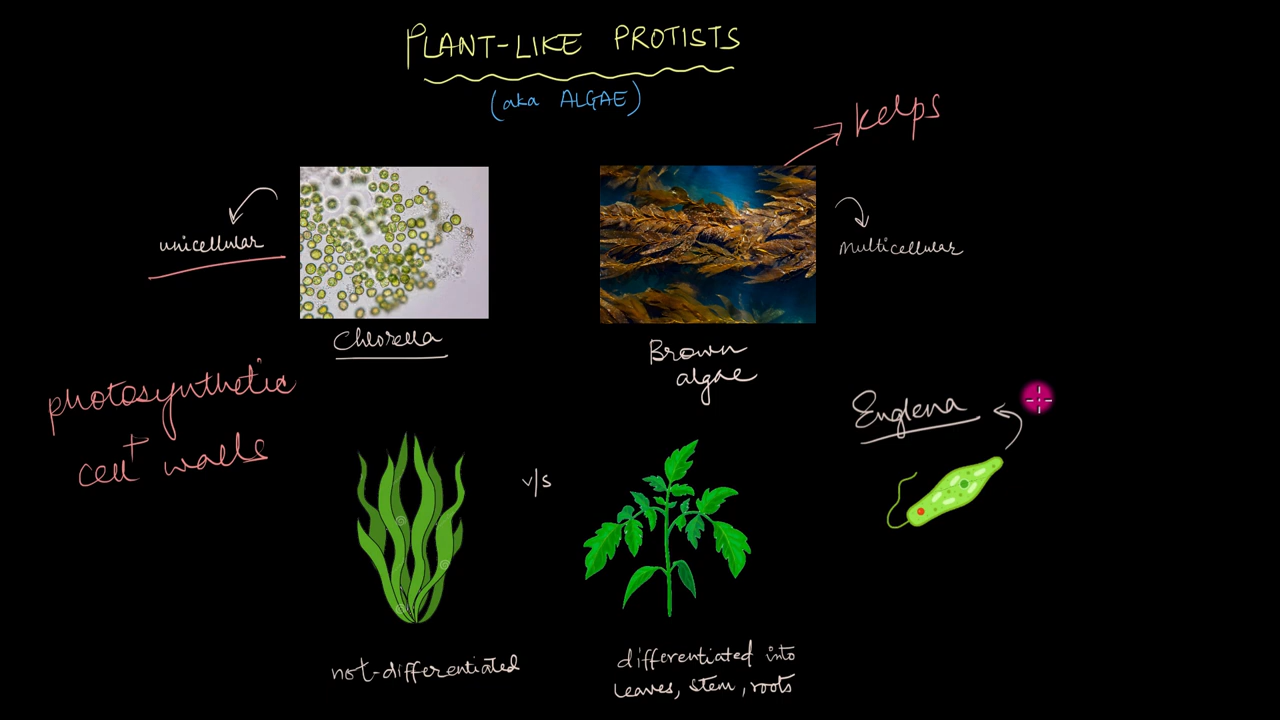 PLANT-LIKE PROTISTS
(aka ALGAE)
Kelps
unicellular
multicellular
Chlorella
Brown
algae
photosynthetic
+
cell walls
Euglena
v/s
not-differentiated
differentiated into
leaves, stem, roots